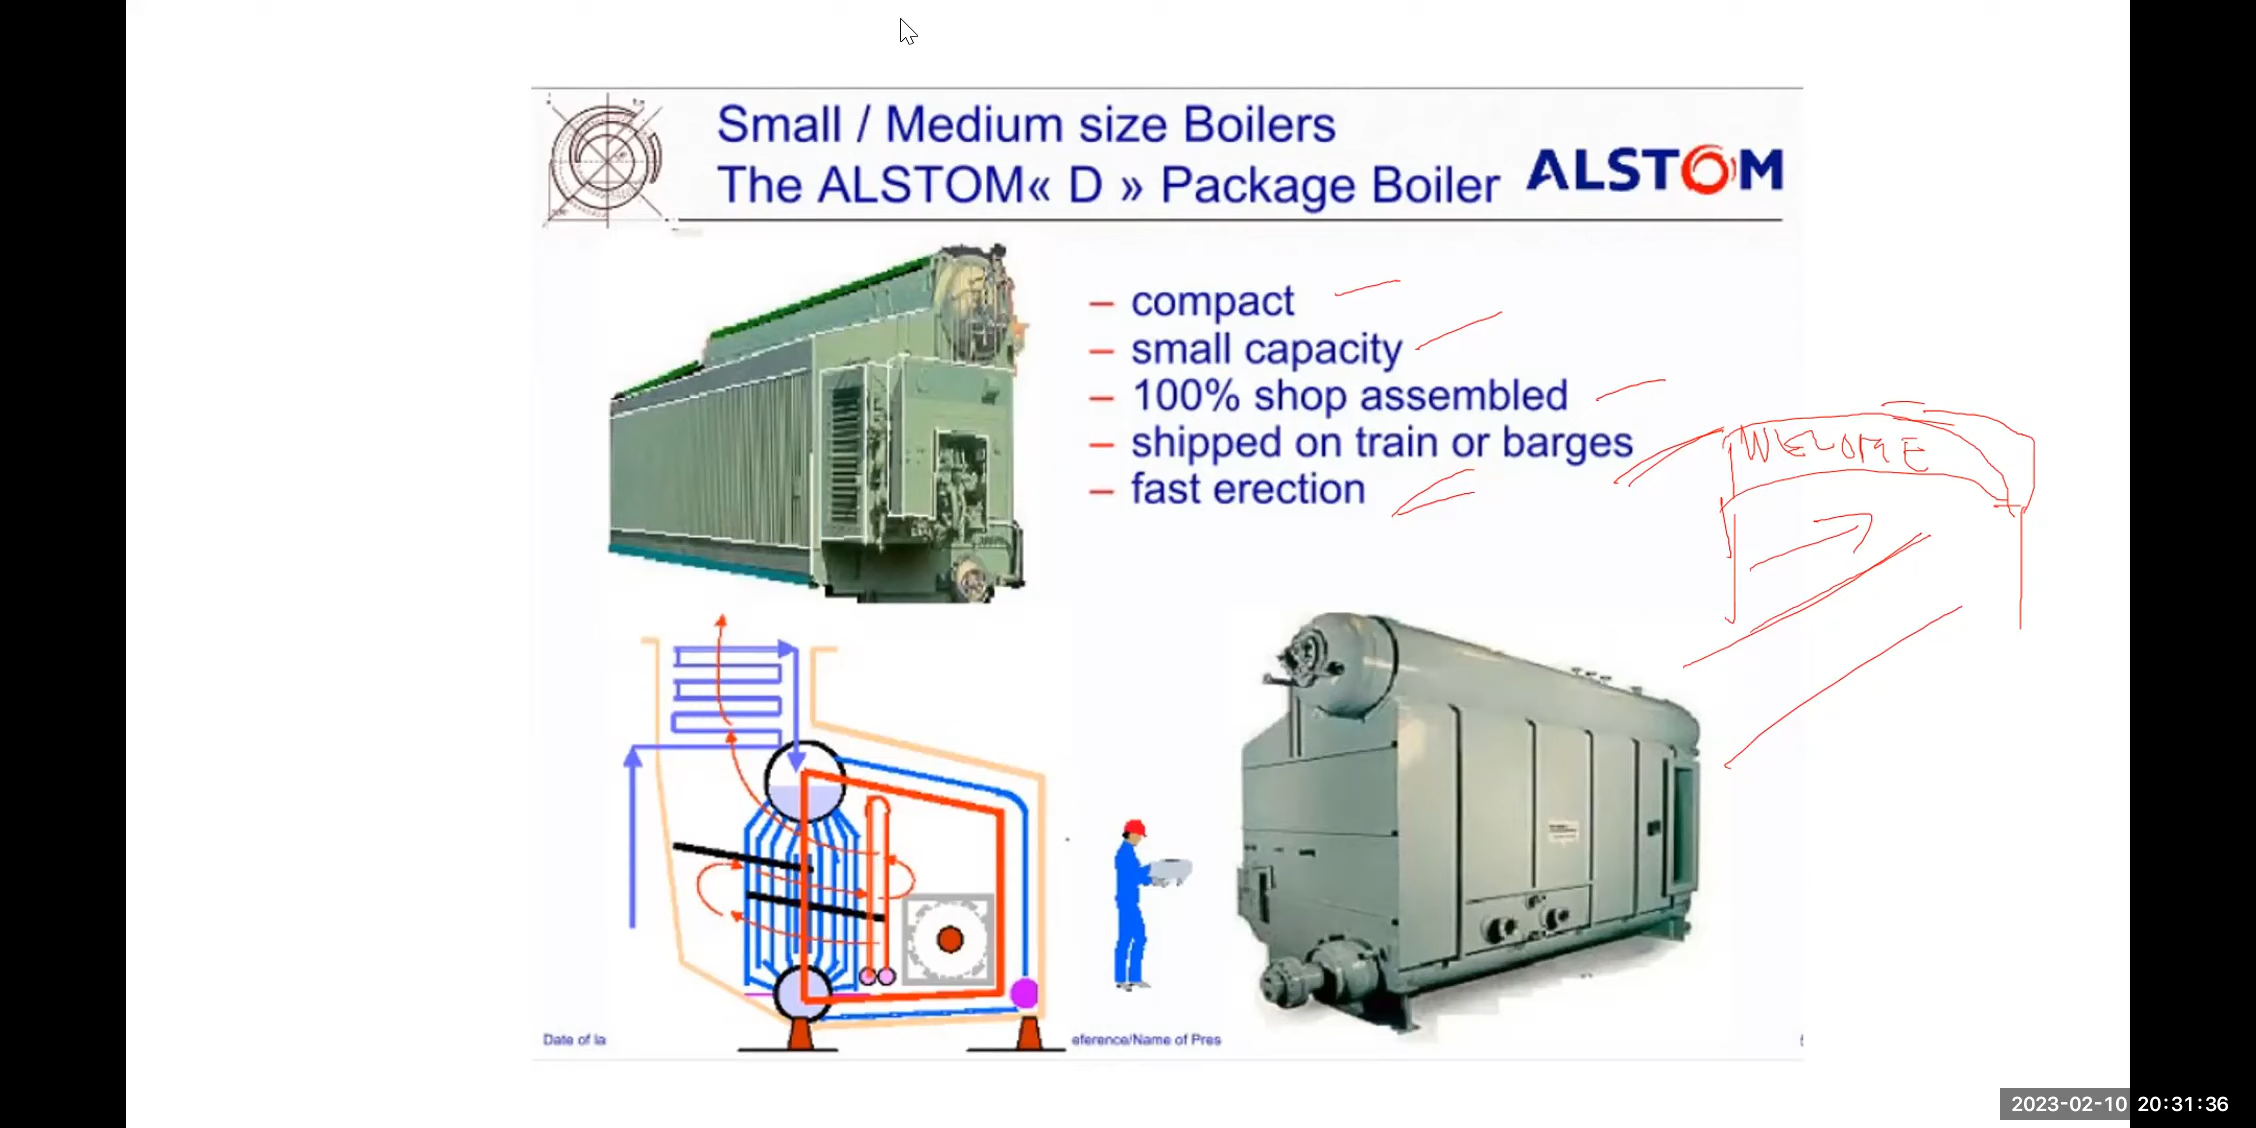 Small / Medium size Boilers
The ALSTOM« D » Package Boiler
ALSTOM
– compact
– small capacity
– 100% shop assembled
– shipped on train or barges
– fast erection
WELOME
Date of la
eference/Name of Pres
2023-02-10 20:31:36